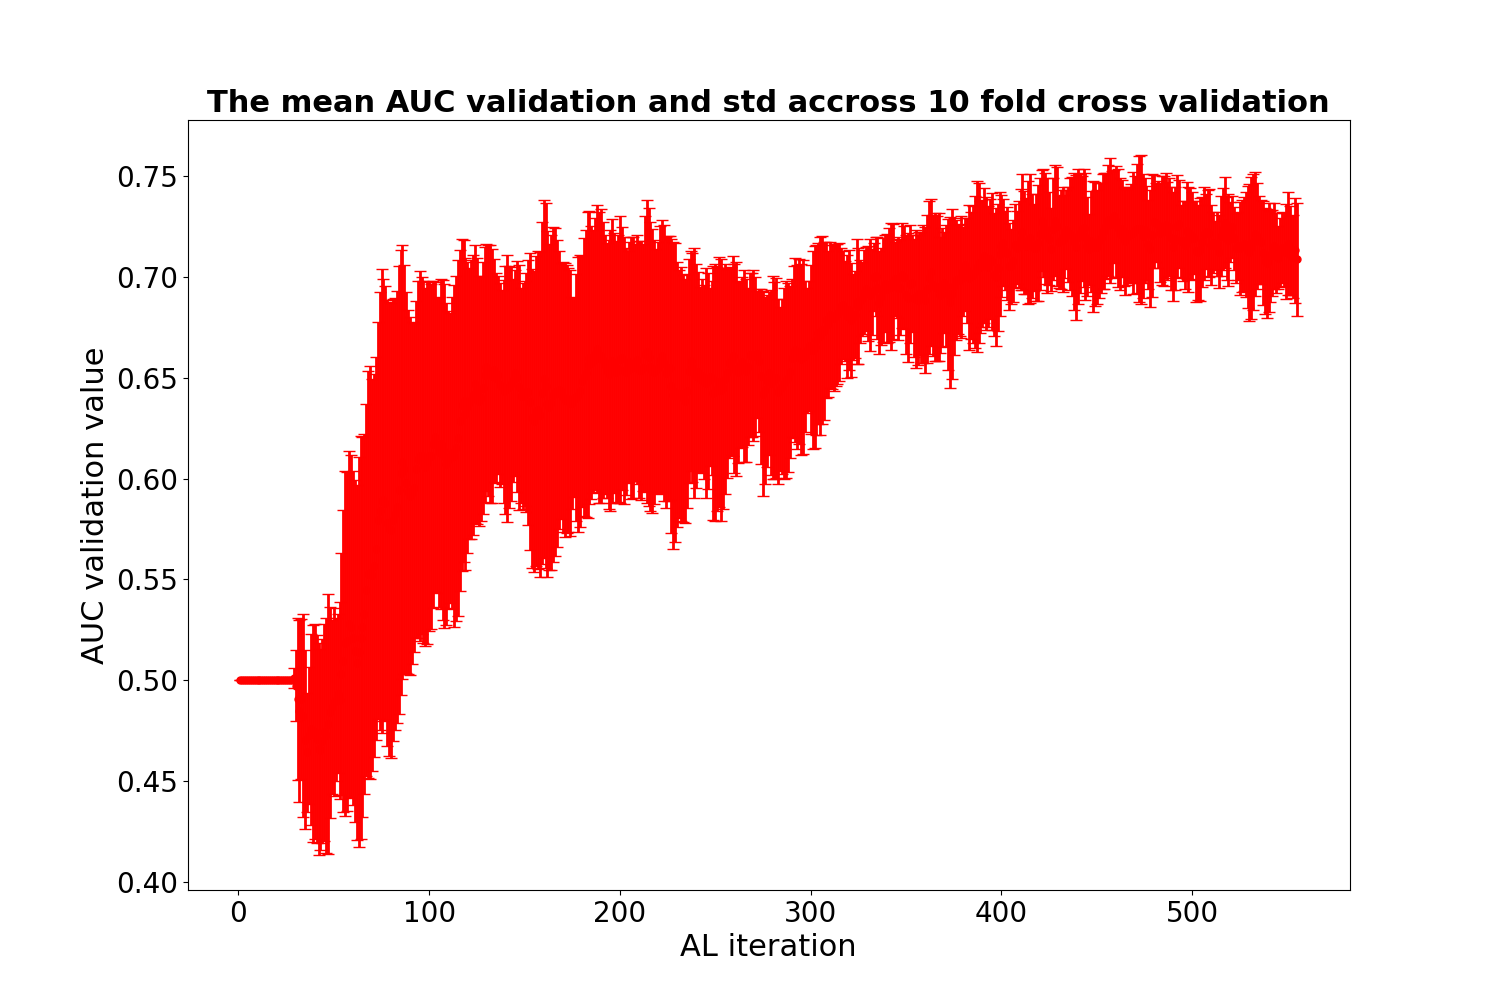 The mean AUC validation and std accross 10 fold cross validation
0.75
0.70
0.65
0.60
0.55
0.50
0.45
0.40
AUC validation value
0 100 200 300 400 500
AL iteration